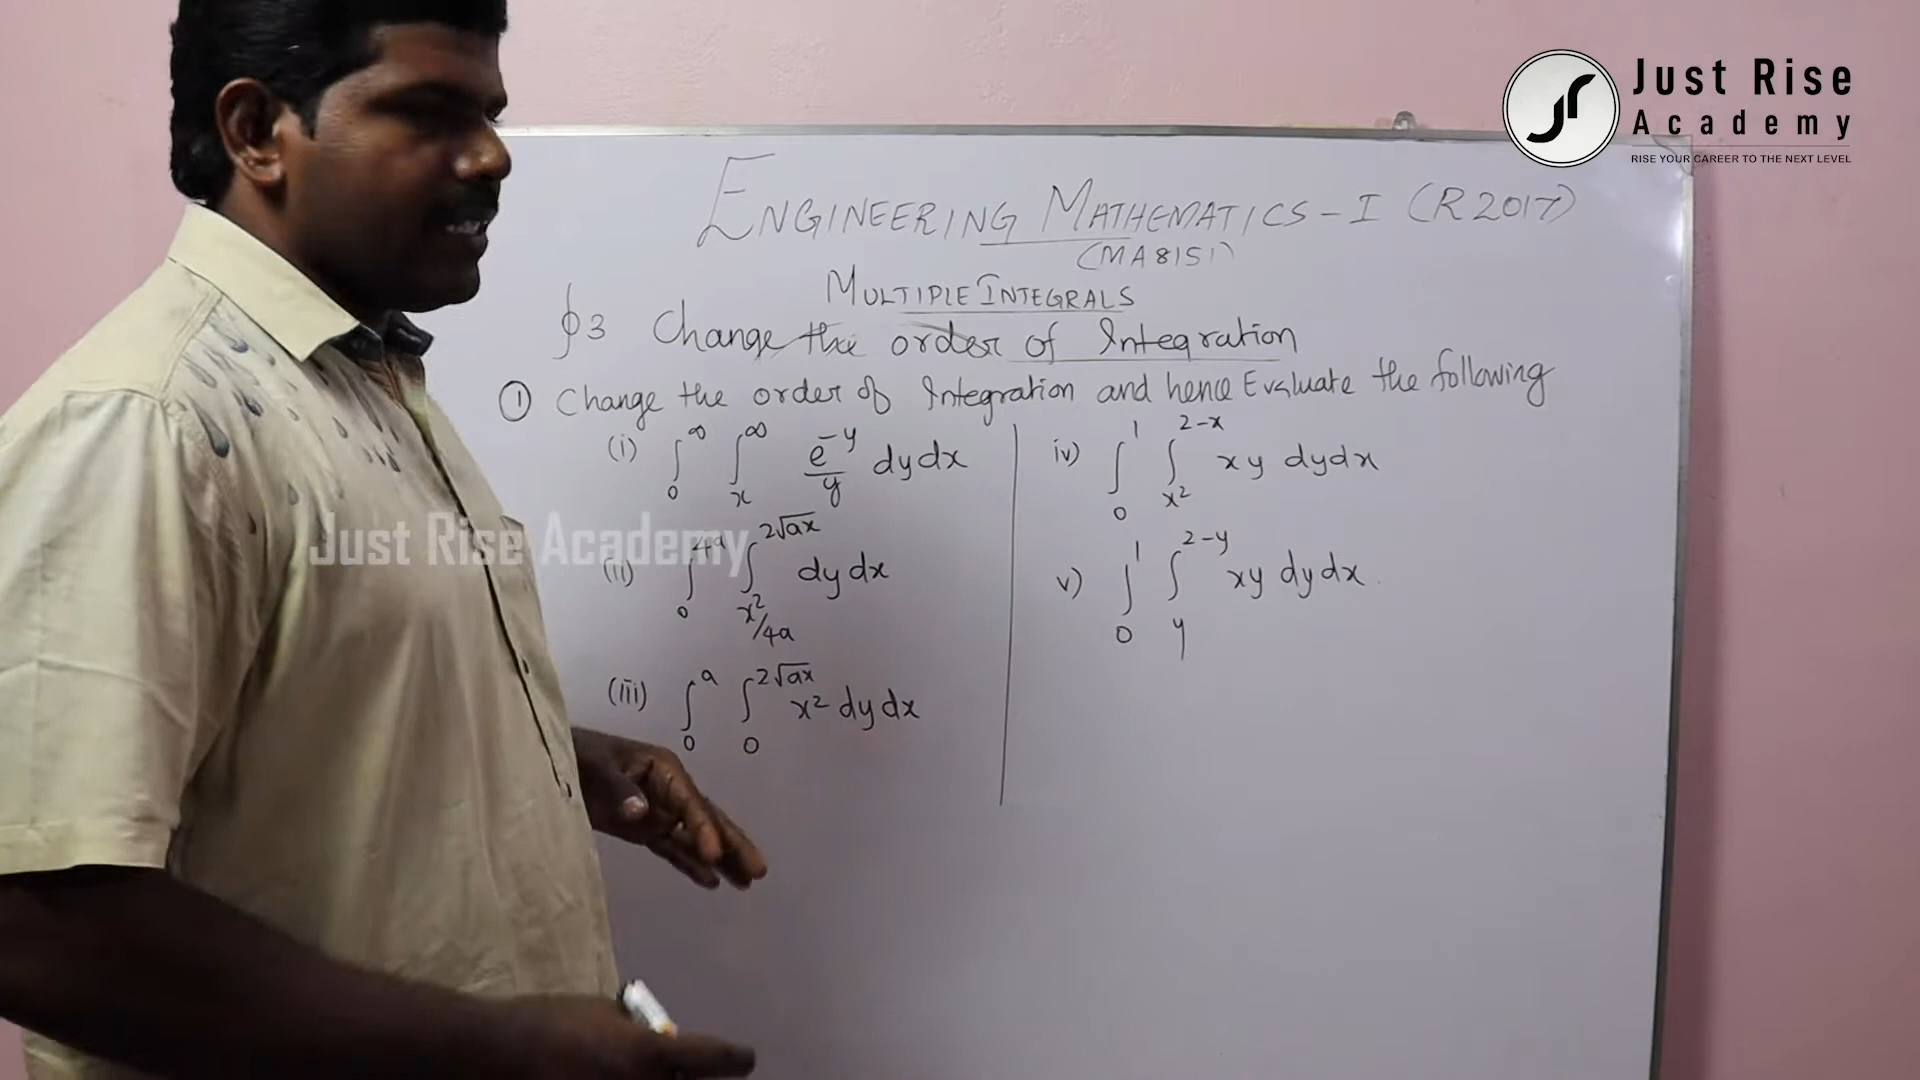 Just Rise
Academy
RISE YOUR CAREER TO THE NEXT LEVEL
ENGINEERING MATHEMATICS - I (R2017)
(MA8151)
MULTIPLE INTEGRALS
∮3 Change the order of Integration
① Change the order of Integration and hence Evaluate the following
(i) ∫₀^∞ ∫ₓ^∞ e^-y/y dy dx
(ii) ∫₀^4a ∫_{x²/4a}^{2√ax} dy dx
(iii) ∫₀^a ∫₀^{2√ax} x² dy dx
iv) ∫₀^1 ∫_{x²}^{2-x} xy dy dx
v) ∫₀^1 ∫_y^{2-y} xy dy dx.
Just Rise Academy